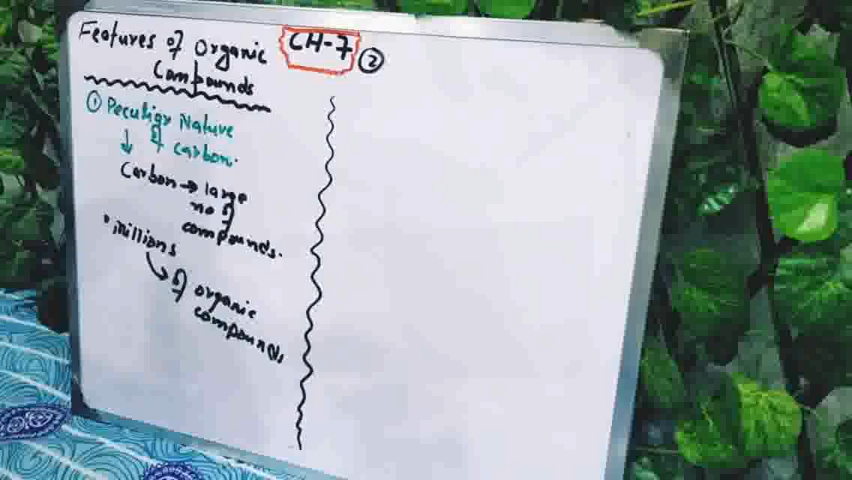 Features of Organic
Compounds
CH-7
2
① Peculiar Nature
of carbon.
↓
Carbon → large
no of
compounds.
millions
of organic
compounds